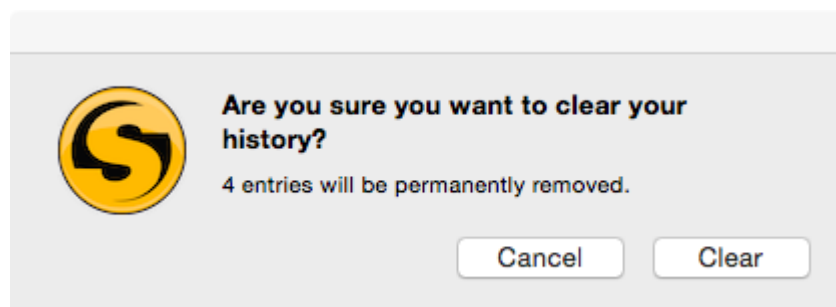 Are you sure you want to clear your
history?
4 entries will be permanently removed.
Cancel Clear